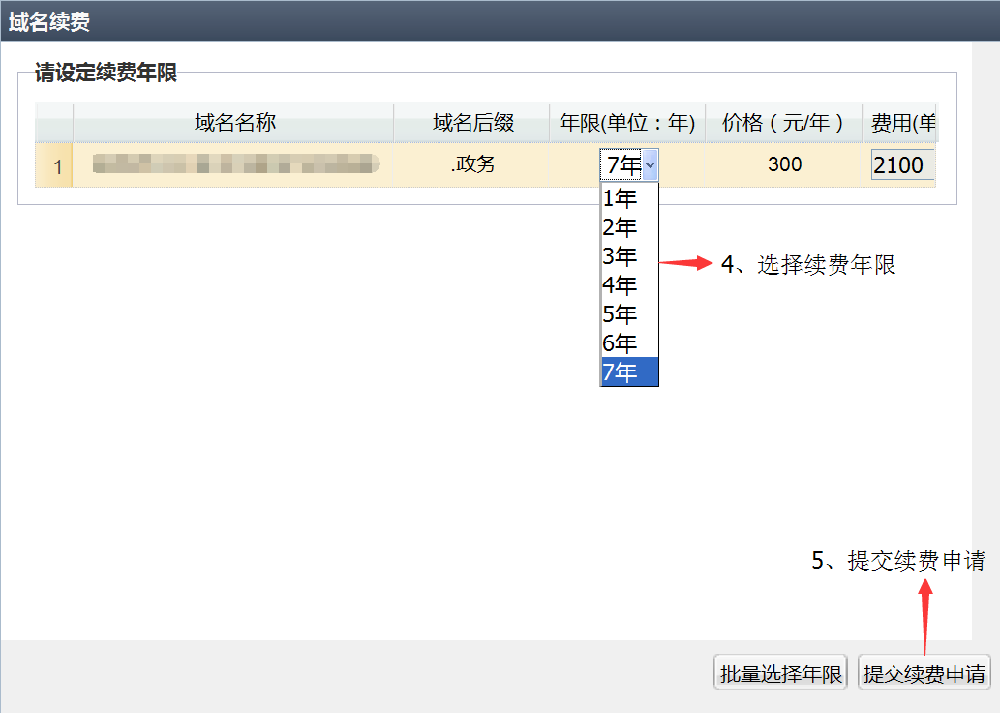 域名续费
请设定续费年限
域名名称 域名后缀 年限(单位：年) 价格（元/年） 费用(单
1 .政务 7年 300 2100
1年
2年
3年
4年
5年
6年
7年
4、选择续费年限
5、提交续费申请
批量选择年限 提交续费申请